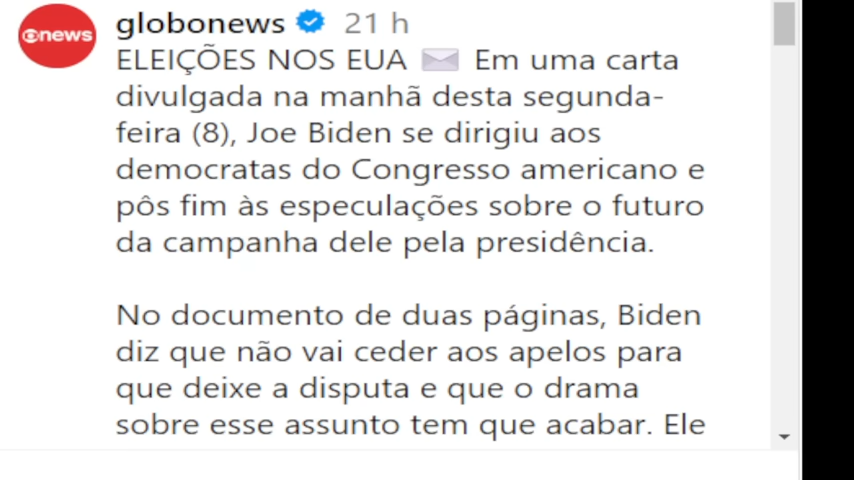 news
globonews 21 h
ELEIÇÕES NOS EUA ✉️ Em uma carta
divulgada na manhã desta segunda-
feira (8), Joe Biden se dirigiu aos
democratas do Congresso americano e
pôs fim às especulações sobre o futuro
da campanha dele pela presidência.
No documento de duas páginas, Biden
diz que não vai ceder aos apelos para
que deixe a disputa e que o drama
sobre esse assunto tem que acabar. Ele